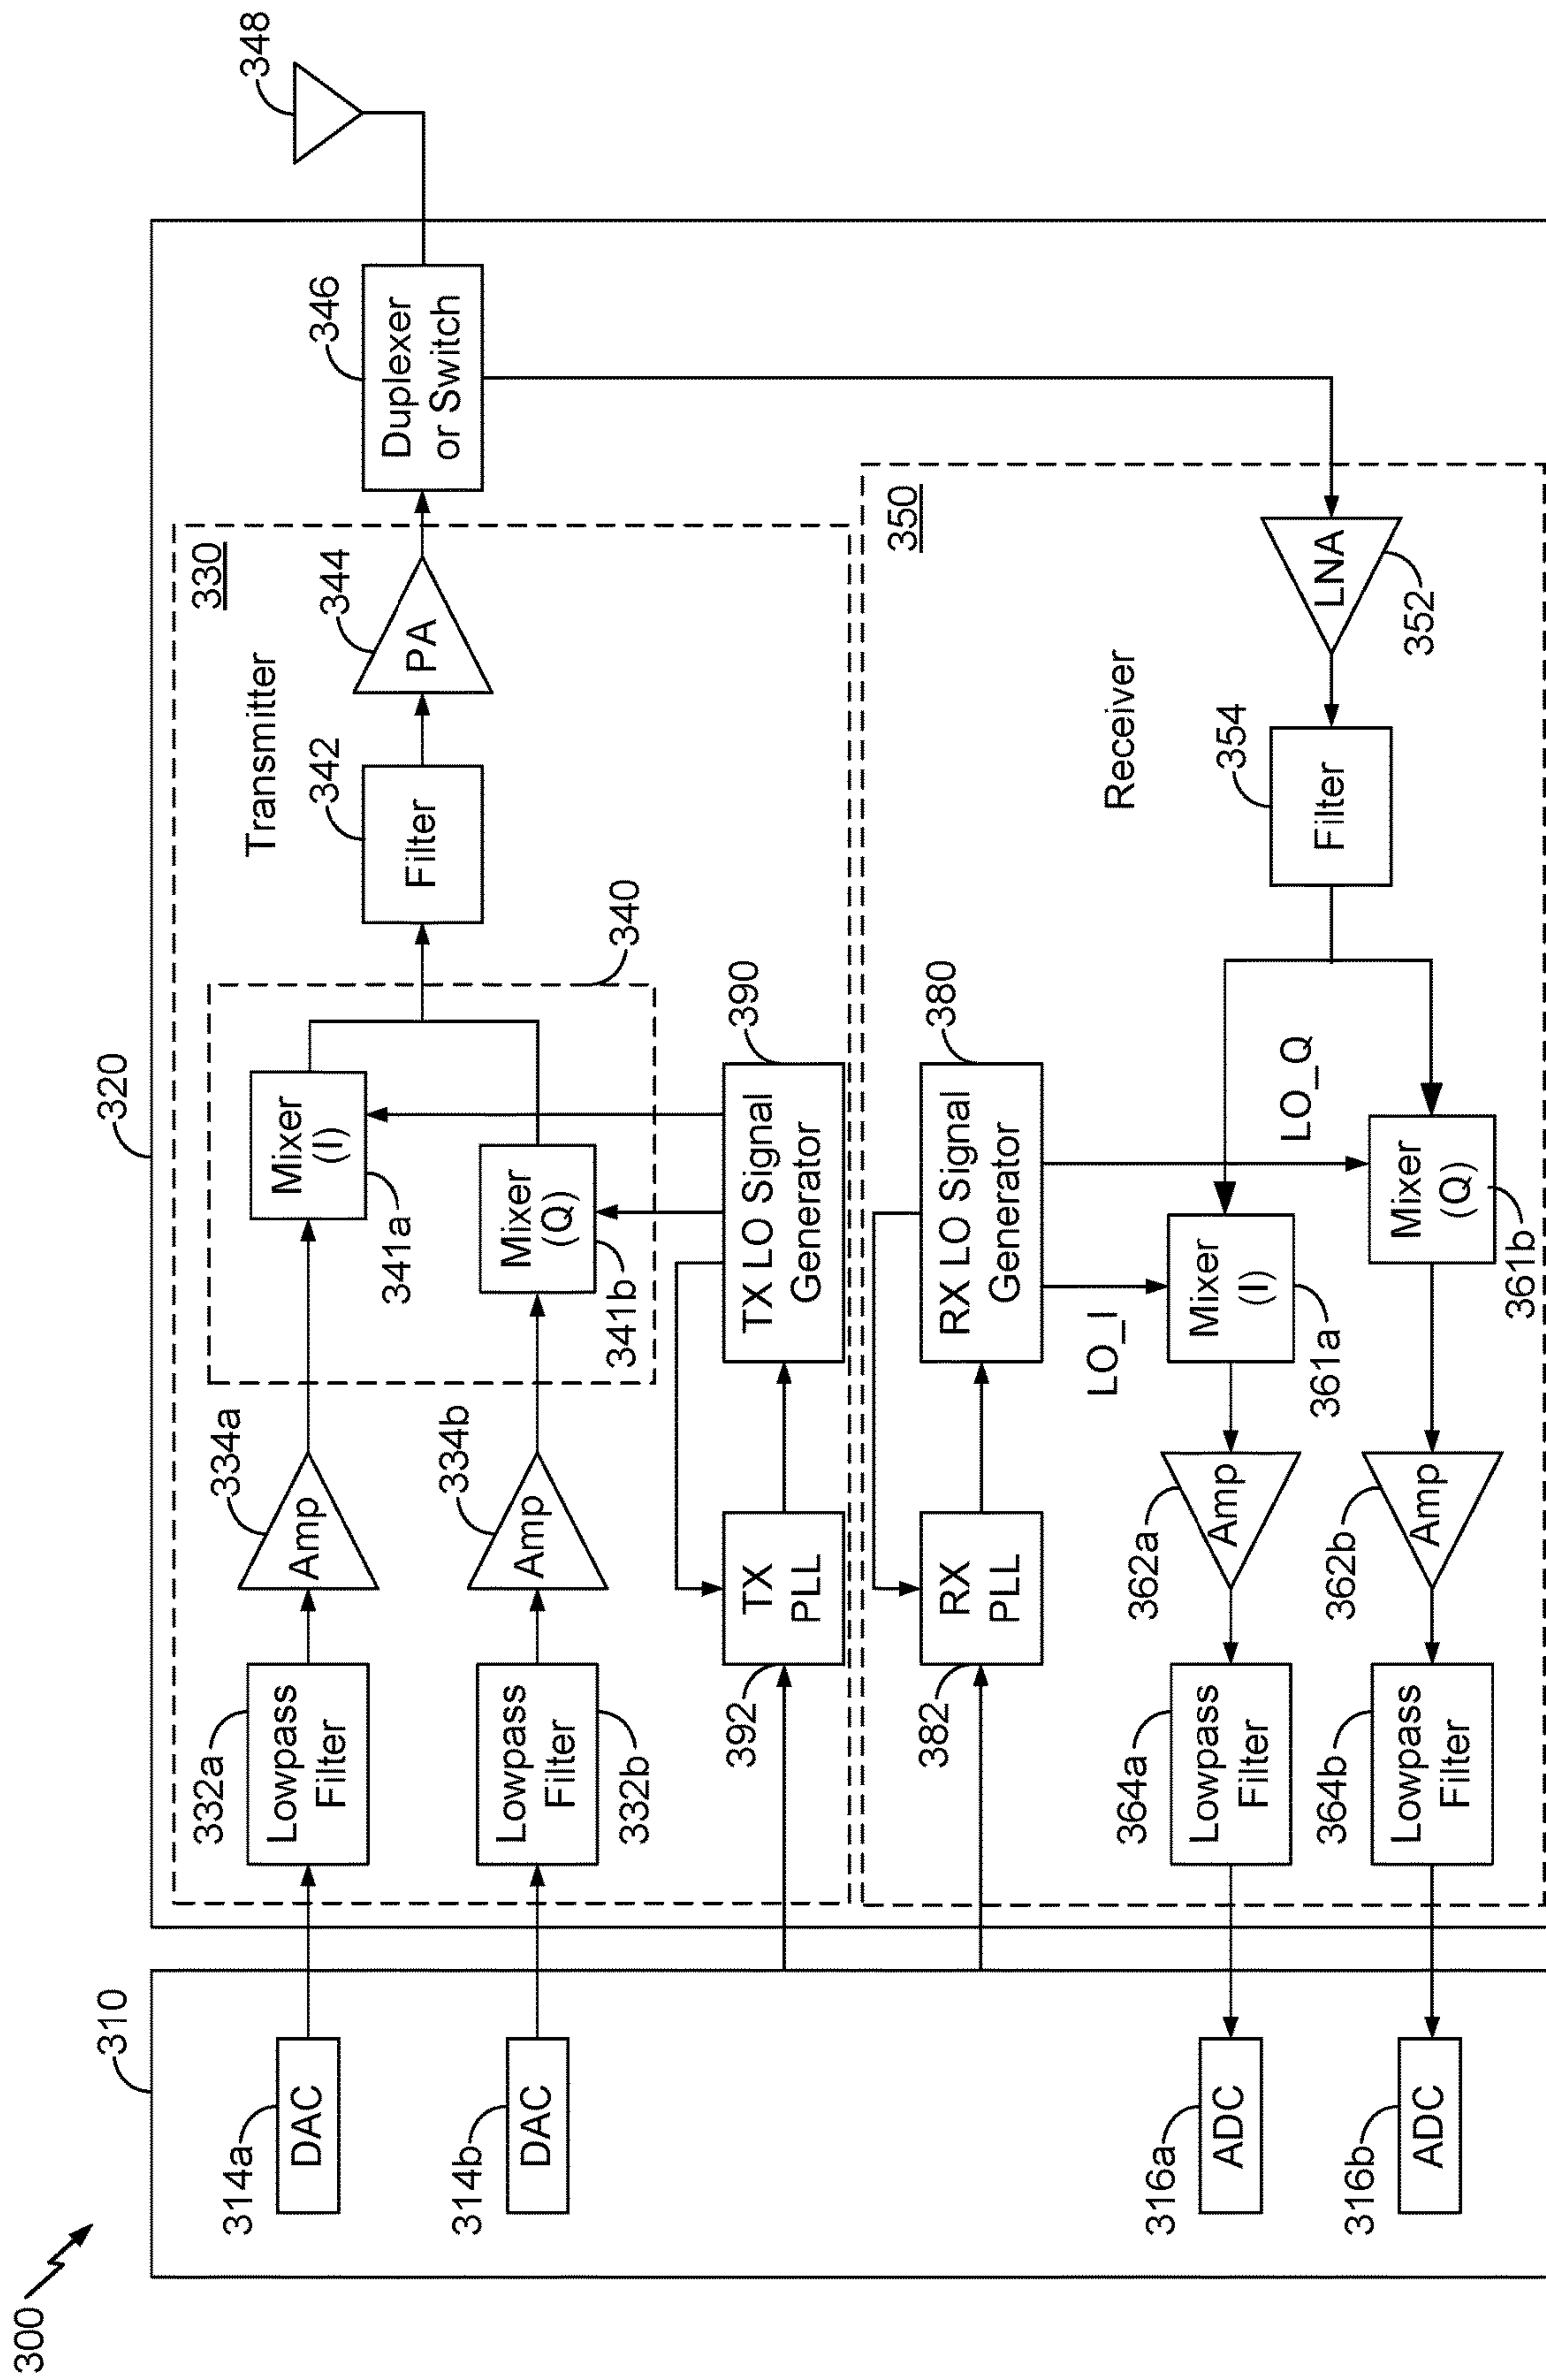 300
310
320
348
314a
DAC
314b
DAC
316a
ADC
316b
ADC
330
Transmitter
332a
Lowpass
Filter
334a
Amp
Mixer
(I)
341a
340
342
Filter
344
PA
346
Duplexer
or Switch
332b
Lowpass
Filter
334b
Amp
Mixer
(Q)
341b
392
TX
PLL
390
TX LO Signal
Generator
350
Receiver
382
RX
PLL
380
RX LO Signal
Generator
LO_I
LO_Q
364a
Lowpass
Filter
362a
Amp
Mixer
(I)
361a
354
Filter
LNA
352
364b
Lowpass
Filter
362b
Amp
Mixer
(Q)
361b